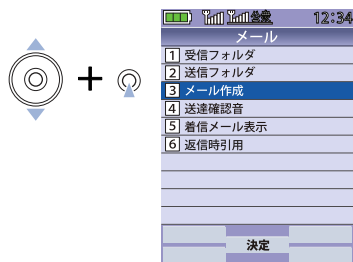 12:34
メール
1 受信フォルダ
2 送信フォルダ
3 メール作成
4 送達確認音
5 着信メール表示
6 返信時引用
決定